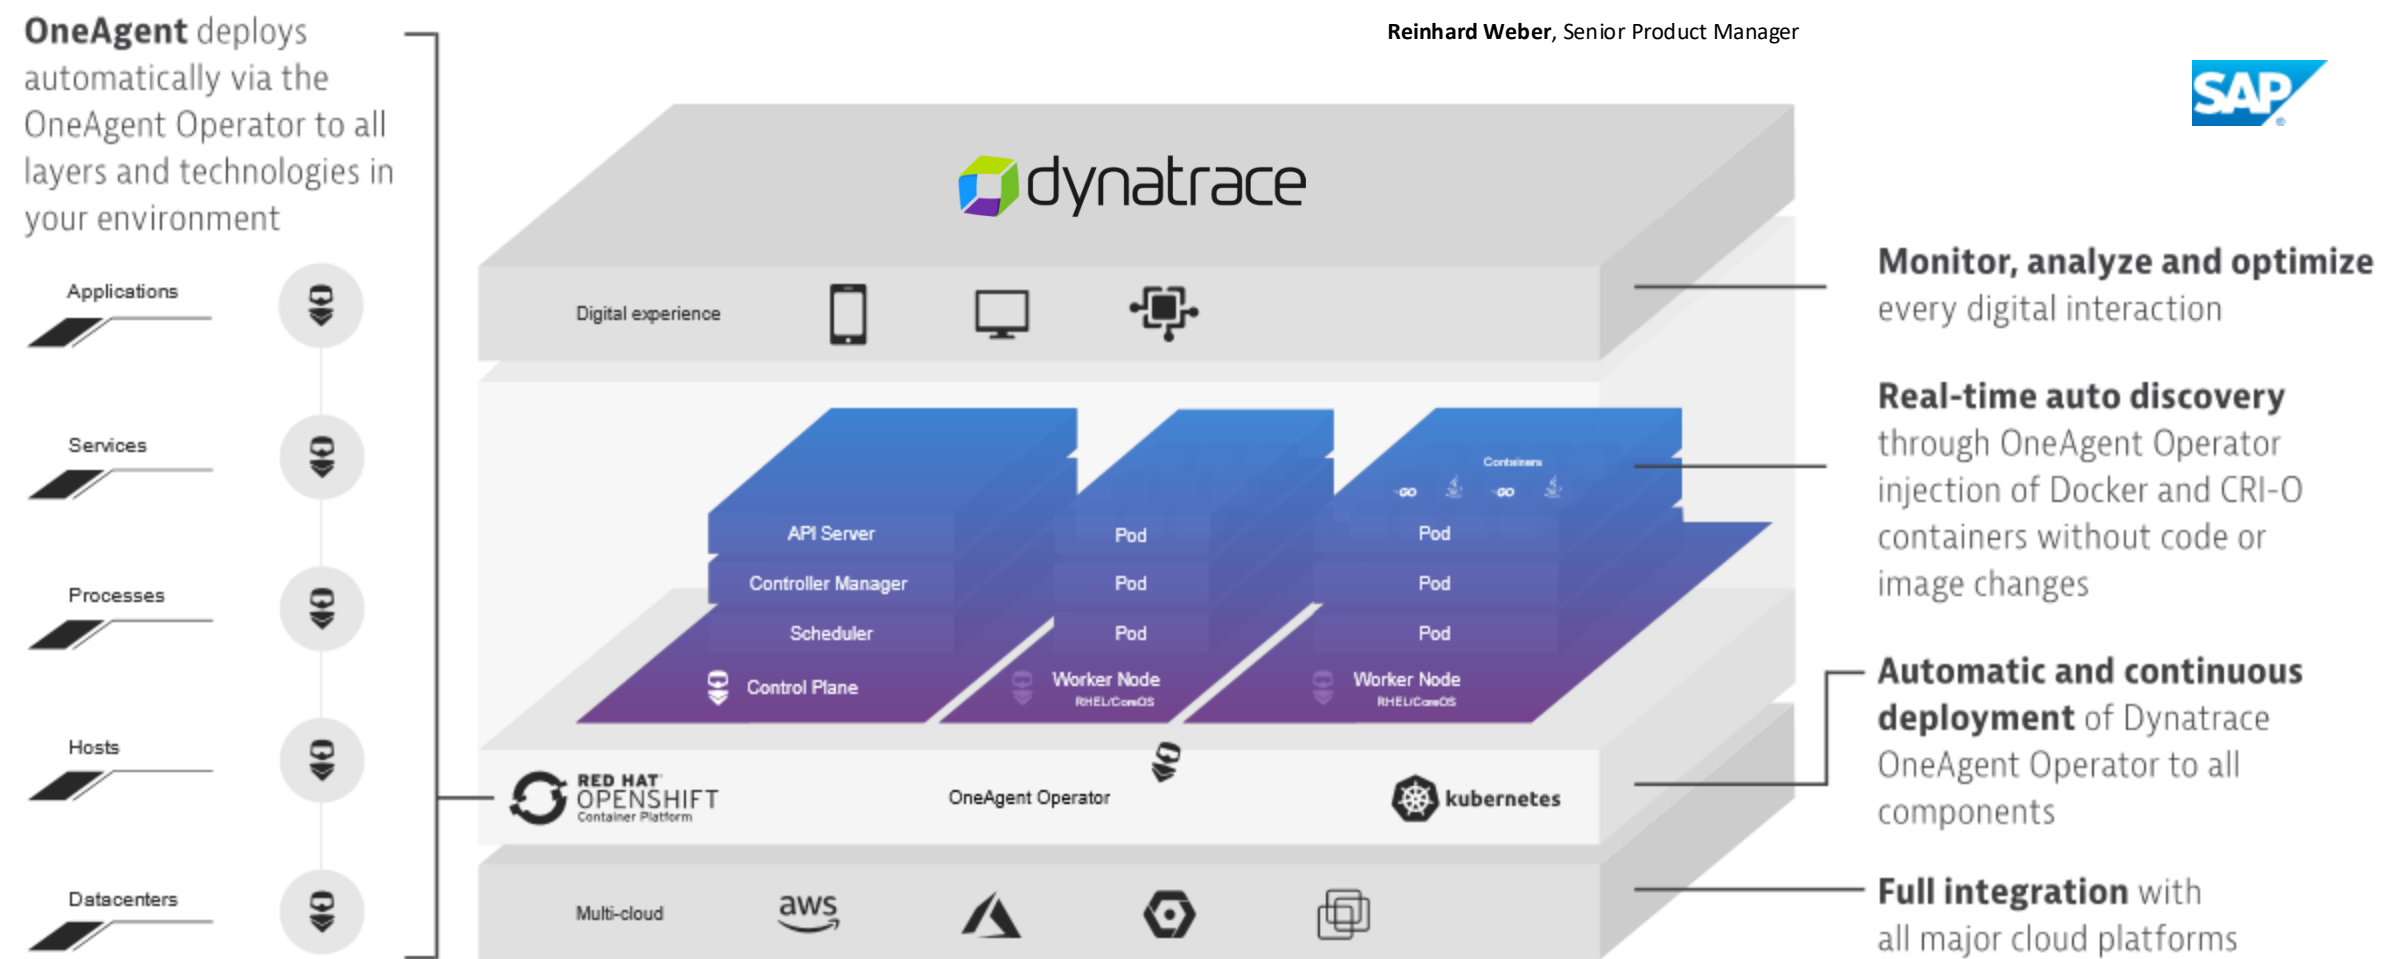 OneAgent deploys
automatically via the
OneAgent Operator to all
layers and technologies in
your environment
Applications
Services
Processes
Hosts
Datacenters
Reinhard Weber, Senior Product Manager
SAP
®
dynatrace
Digital experience
Containers
GO
GO
API Server
Pod
Pod
Controller Manager
Pod
Pod
Scheduler
Pod
Pod
Control Plane
Worker Node
RHEL/CoreOS
Worker Node
RHEL/CoreOS
RED HAT
OPENSHIFT
Container Platform
OneAgent Operator
kubernetes
Multi-cloud
aws
Monitor, analyze and optimize
every digital interaction
Real-time auto discovery
through OneAgent Operator
injection of Docker and CRI-O
containers without code or
image changes
Automatic and continuous
deployment of Dynatrace
OneAgent Operator to all
components
Full integration with
all major cloud platforms